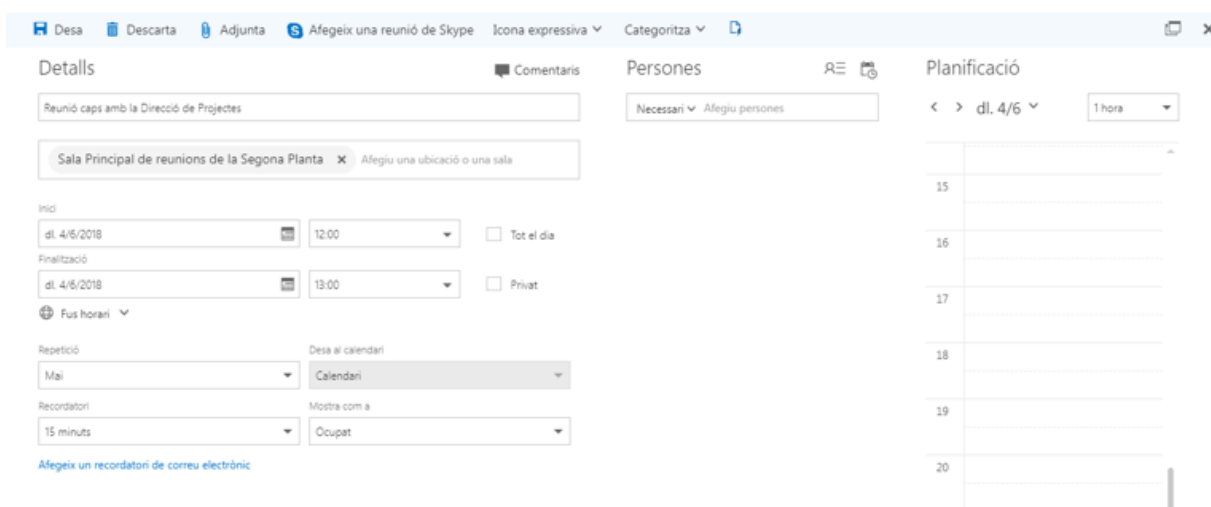 Desa Descarta Adjunta Afegeix una reunió de Skype Icona expressiva Categoritza
Detalls
Comentaris
Reunió caps amb la Direcció de Projectes
Sala Principal de reunions de la Segona Planta x Afegiu una ubicació o una sala
Inici
dl. 4/6/2018 12:00 Tot el dia
Finalització
dl. 4/6/2018 13:00 Privat
Fus horari
Repetició Desa al calendari
Mai Calendari
Recordatori Mostra com a
15 minuts Ocupat
Afegeix un recordatori de correu electrònic
Persones
Necessari Afegiu persones
Planificació
dl. 4/6 1 hora
15
16
17
18
19
20